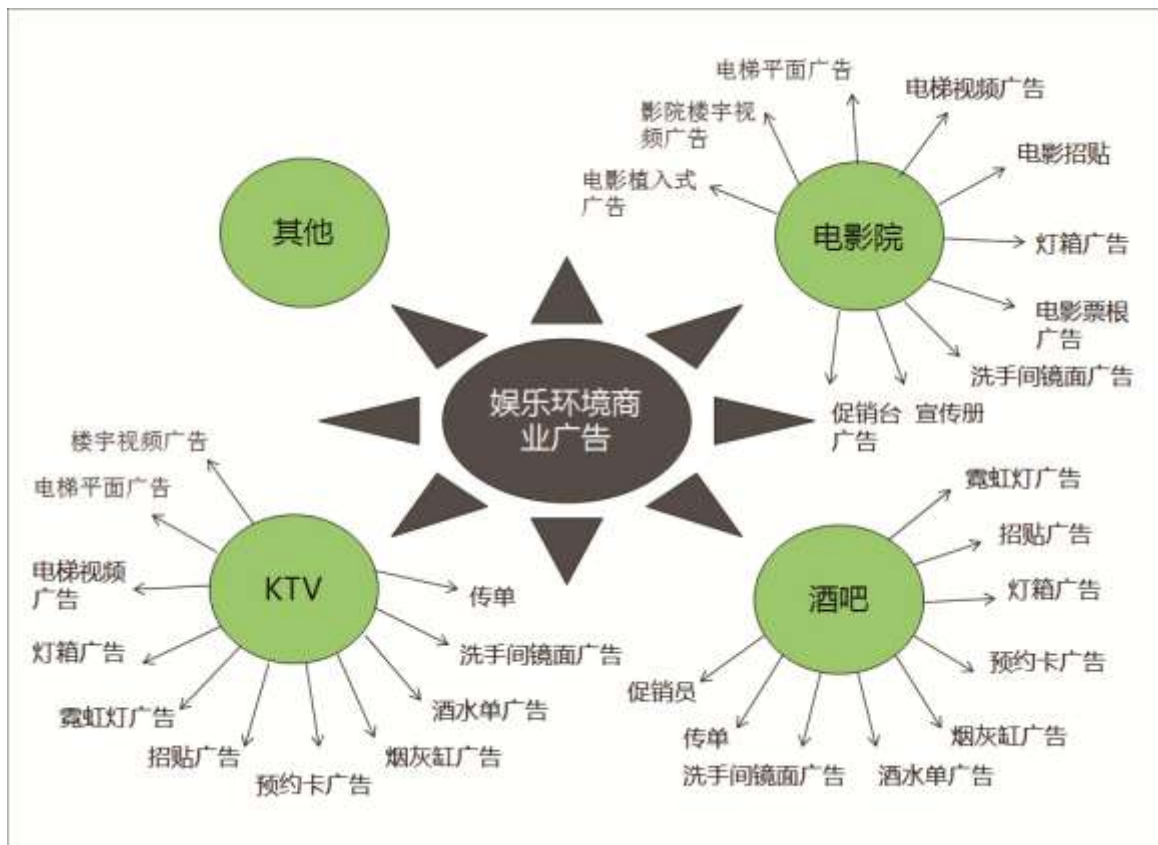 电梯平面广告
电梯视频广告
影院楼宇视
频广告
电影招贴
电影植入式
广告
电影院
灯箱广告
电影票根
广告
洗手间镜面广告
促销台
广告
宣传册
其他
娱乐环境商
业广告
楼宇视频广告
电梯平面广告
电梯视频
广告
KTV
传单
灯箱广告
洗手间镜面广告
霓虹灯广告
酒水单广告
招贴广告
烟灰缸广告
预约卡广告
霓虹灯广告
招贴广告
酒吧
灯箱广告
预约卡广告
促销员
传单
烟灰缸广告
洗手间镜面广告
酒水单广告